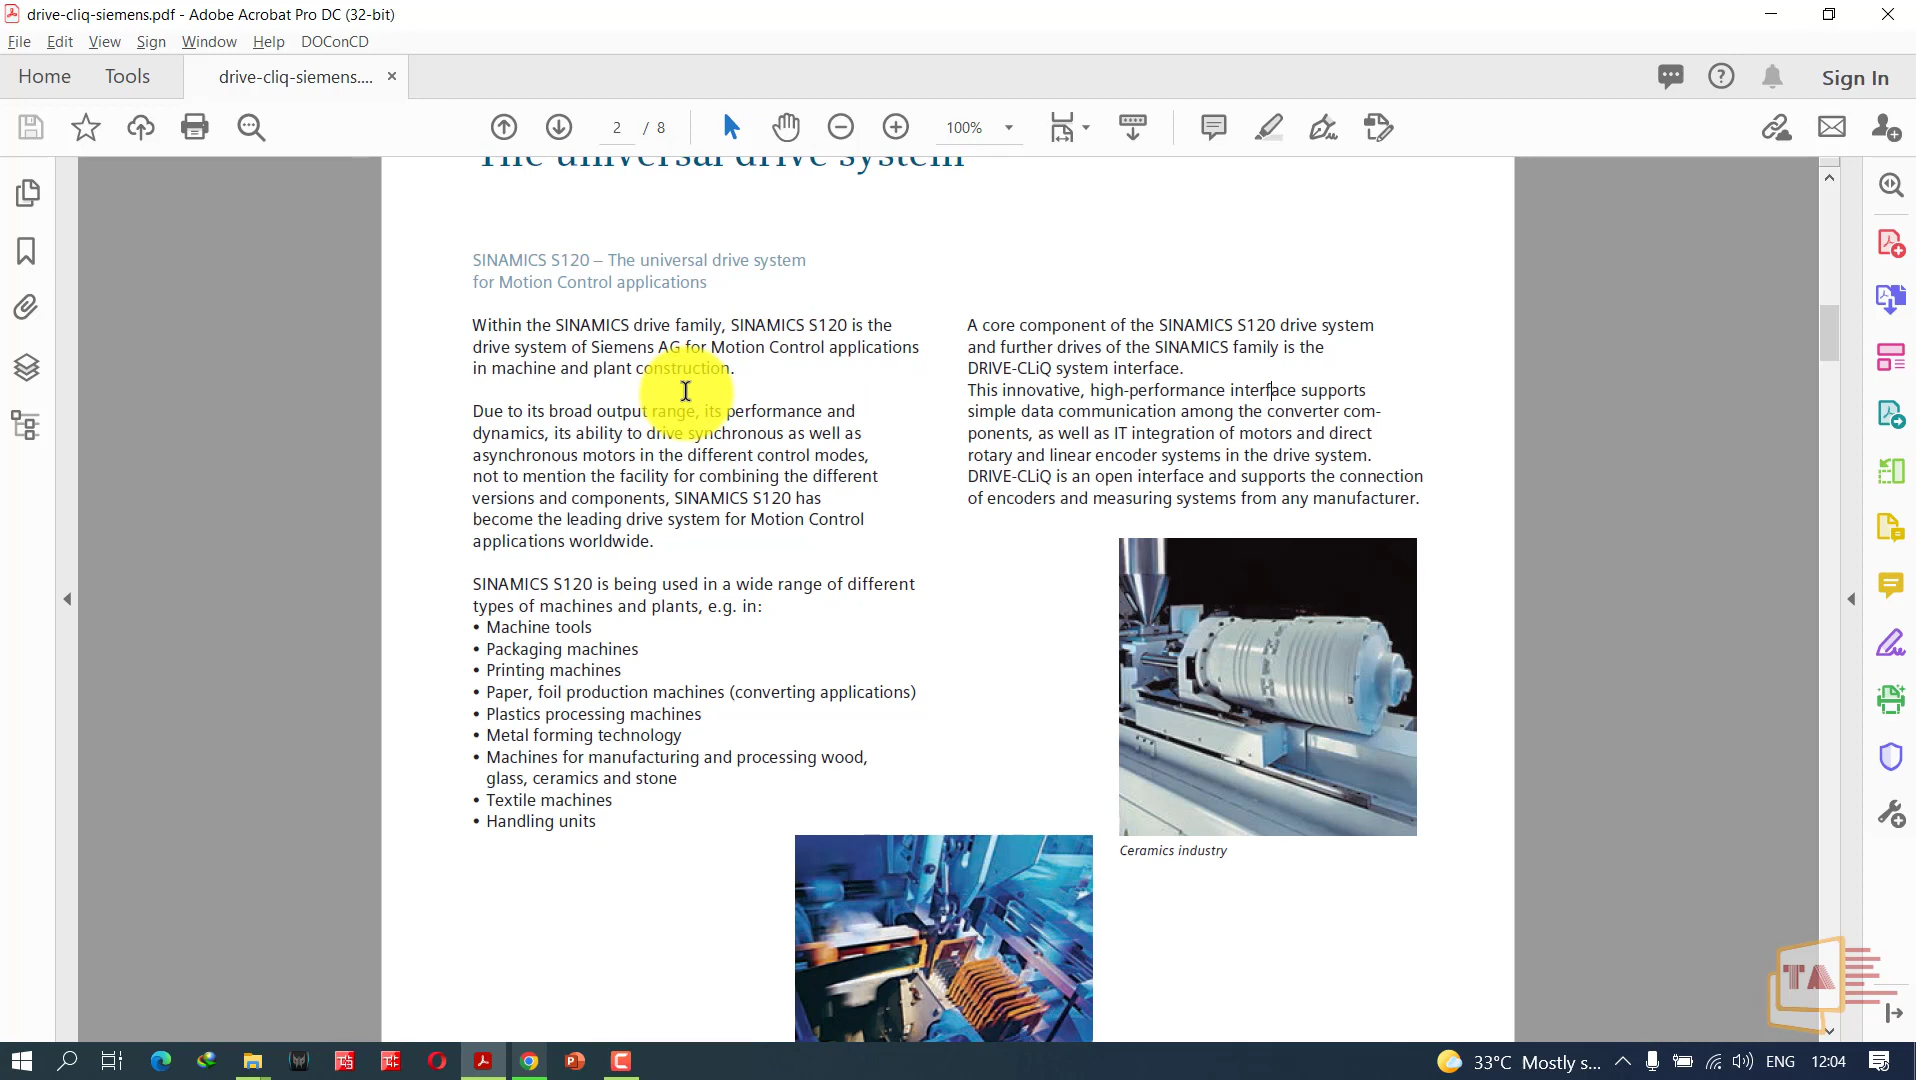 drive-cliq-siemens.pdf - Adobe Acrobat Pro DC (32-bit)
File Edit View Sign Window Help DOConCD
Home Tools drive-cliq-siemens.... × Sign In
2 / 8 100%
The universal drive system
SINAMICS S120 – The universal drive system
for Motion Control applications
Within the SINAMICS drive family, SINAMICS S120 is the
drive system of Siemens AG for Motion Control applications
in machine and plant construction.
Due to its broad output range, its performance and
dynamics, its ability to drive synchronous as well as
asynchronous motors in the different control modes,
not to mention the facility for combining the different
versions and components, SINAMICS S120 has
become the leading drive system for Motion Control
applications worldwide.
SINAMICS S120 is being used in a wide range of different
types of machines and plants, e.g. in:
• Machine tools
• Packaging machines
• Printing machines
• Paper, foil production machines (converting applications)
• Plastics processing machines
• Metal forming technology
• Machines for manufacturing and processing wood,
glass, ceramics and stone
• Textile machines
• Handling units
A core component of the SINAMICS S120 drive system
and further drives of the SINAMICS family is the
DRIVE-CLiQ system interface.
This innovative, high-performance interface supports
simple data communication among the converter com-
ponents, as well as IT integration of motors and direct
rotary and linear encoder systems in the drive system.
DRIVE-CLiQ is an open interface and supports the connection
of encoders and measuring systems from any manufacturer.
Ceramics industry
TA
33°C Mostly s... ENG 12:04